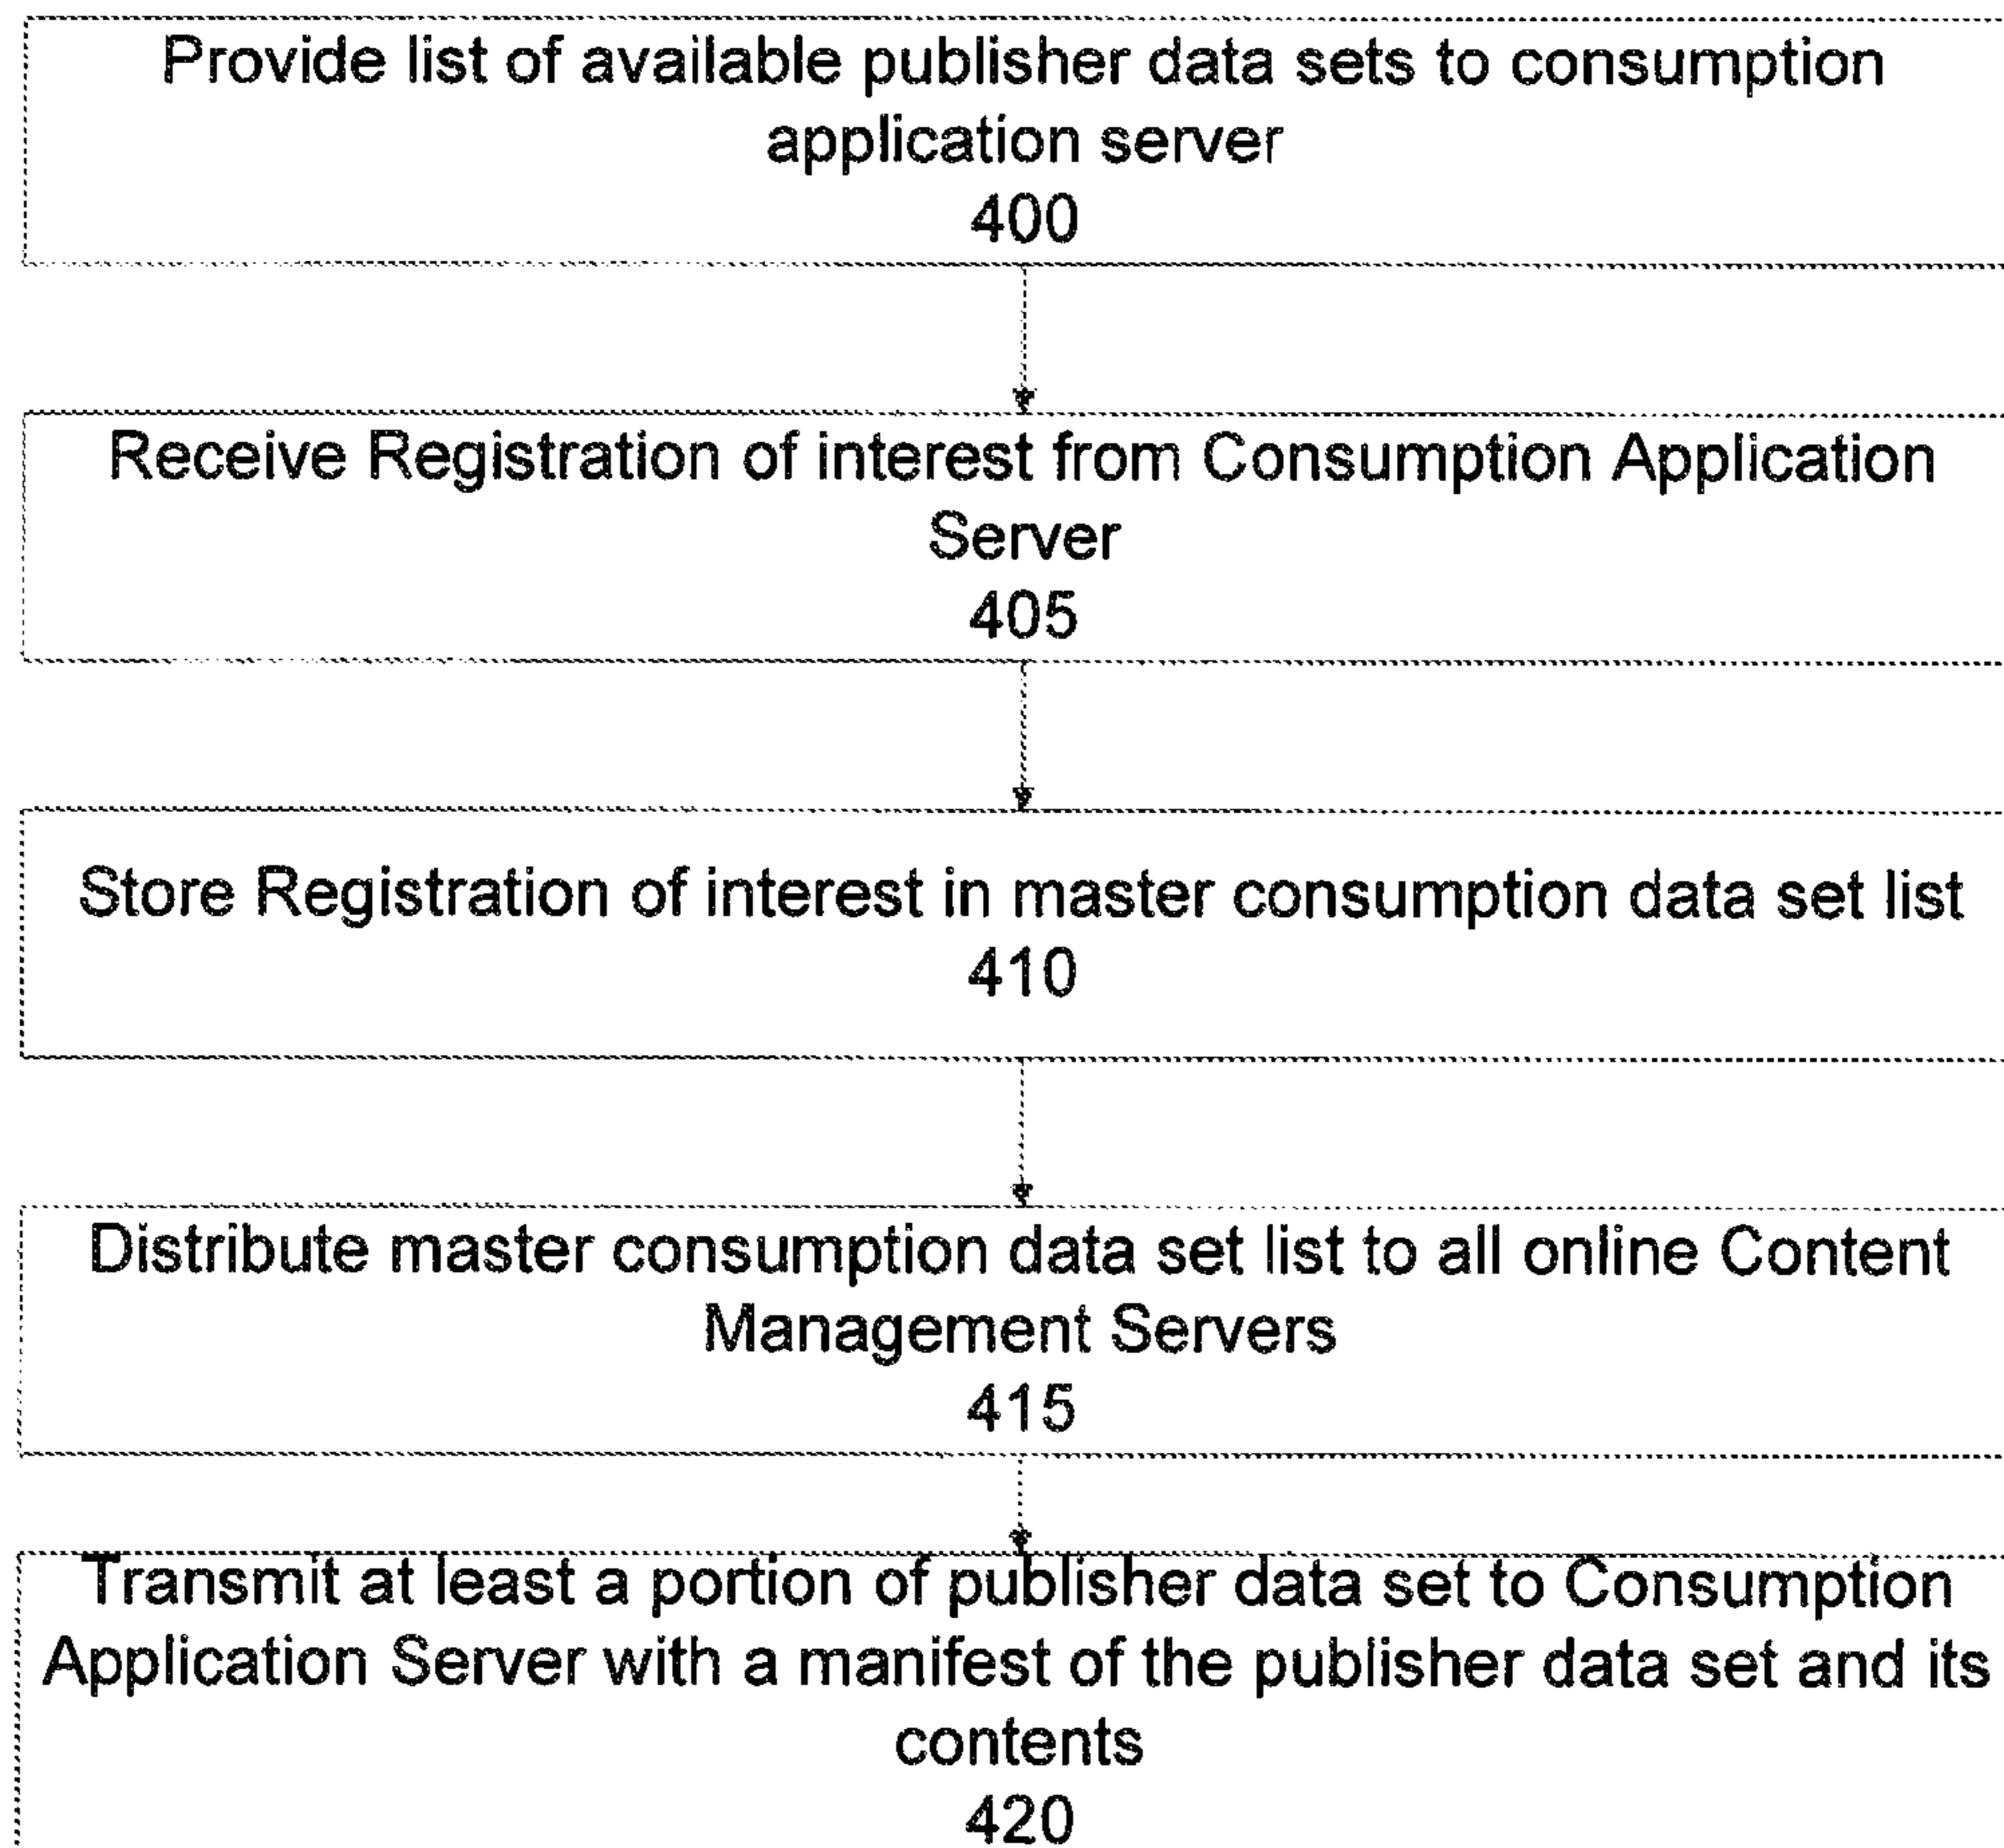 Provide list of available publisher data sets to consumption
application server
400
Receive Registration of interest from Consumption Application
Server
405
Store Registration of interest in master consumption data set list
410
Distribute master consumption data set list to all online Content
Management Servers
415
Transmit at least a portion of publisher data set to Consumption
Application Server with a manifest of the publisher data set and its
contents
420